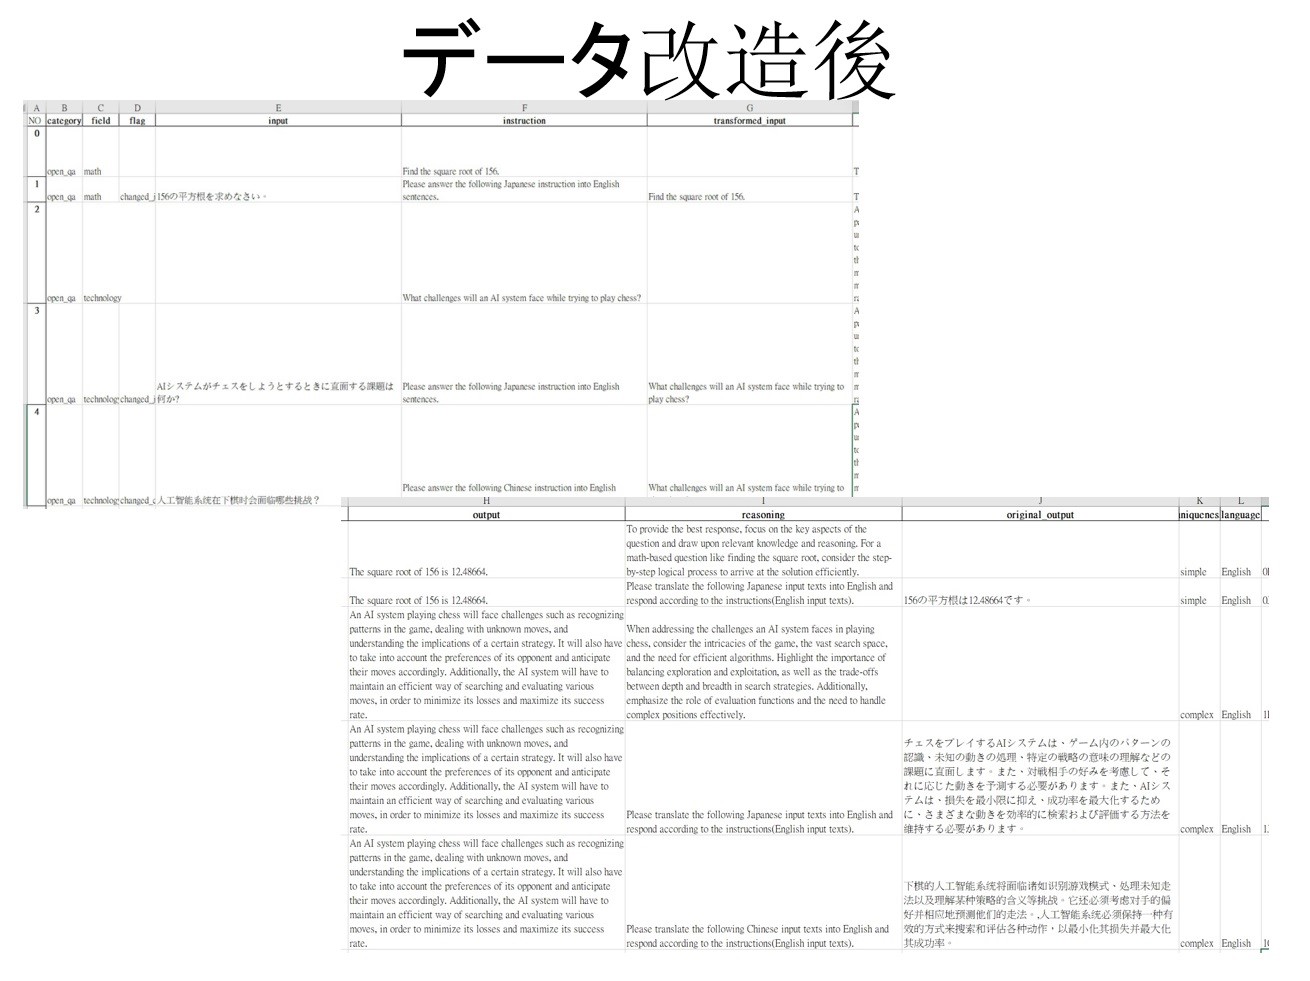 データ改造後
A B C D E F G
NO category field flag input instruction transformed_input
0
open_qa math Find the square root of 156. T
1 Please answer the following Japanese instruction into English
open_qa math changed_j 156の平方根を求めなさい。 sentences. Find the square root of 156. T
2 A
p
u
to
th
m
m
open_qa technology What challenges will an AI system face while trying to play chess? ra
3 A
p
u
to
th
m
AIシステムがチェスをしようとするときに直面する課題は Please answer the following Japanese instruction into English What challenges will an AI system face while trying to m
open_qa technolog changed_j 何か? sentences. play chess? ra
4 A
p
u
to
th
m
Please answer the following Chinese instruction into English What challenges will an AI system face while trying to m
open_qa technolog changed_c 人工智能系统在下棋时会面临哪些挑战？
H I J K L
output reasoning original_output niquenes language
To provide the best response, focus on the key aspects of the
question and draw upon relevant knowledge and reasoning. For a
math-based question like finding the square root, consider the step-
The square root of 156 is 12.48664. by-step logical process to arrive at the solution efficiently. simple English
Please translate the following Japanese input texts into English and
The square root of 156 is 12.48664. respond according to the instructions(English input texts). 156の平方根は12.48664です。 simple English
An AI system playing chess will face challenges such as recognizing
patterns in the game, dealing with unknown moves, and When addressing the challenges an AI system faces in playing
understanding the implications of a certain strategy. It will also have chess, consider the intricacies of the game, the vast search space,
to take into account the preferences of its opponent and anticipate and the need for efficient algorithms. Highlight the importance of
their moves accordingly. Additionally, the AI system will have to balancing exploration and exploitation, as well as the trade-offs
maintain an efficient way of searching and evaluating various between depth and breadth in search strategies. Additionally,
moves, in order to minimize its losses and maximize its success emphasize the role of evaluation functions and the need to handle
rate. complex positions effectively. complex English
An AI system playing chess will face challenges such as recognizing
patterns in the game, dealing with unknown moves, and チェスをプレイするAIシステムは、ゲーム内のパターンの
understanding the implications of a certain strategy. It will also have 認識、未知の動きの処理、特定の戦略の意味の理解などの
to take into account the preferences of its opponent and anticipate 課題に直面します。また、対戦相手の好みを考慮して、そ
their moves accordingly. Additionally, the AI system will have to れに応じた動きを予測する必要があります。また、AIシス
maintain an efficient way of searching and evaluating various テムは、損失を最小限に抑え、成功率を最大化するため
moves, in order to minimize its losses and maximize its success Please translate the following Japanese input texts into English and に、さまざまな動きを効率的に検索および評価する方法を
rate. respond according to the instructions(English input texts). 維持する必要があります。 complex English
An AI system playing chess will face challenges such as recognizing
patterns in the game, dealing with unknown moves, and
understanding the implications of a certain strategy. It will also have
to take into account the preferences of its opponent and anticipate 下棋的人工智能系统将面临诸如识别游戏模式、处理未知走
their moves accordingly. Additionally, the AI system will have to 法以及理解某种策略的含义等挑战。它还必须考虑对手的偏
maintain an efficient way of searching and evaluating various 好并相应地预测他们的走法。,人工智能系统必须保持一种有
moves, in order to minimize its losses and maximize its success Please translate the following Chinese input texts into English and 效的方式来搜索和评估各种动作，以最小化其损失并最大化
rate. respond according to the instructions(English input texts). 其成功率。 complex English